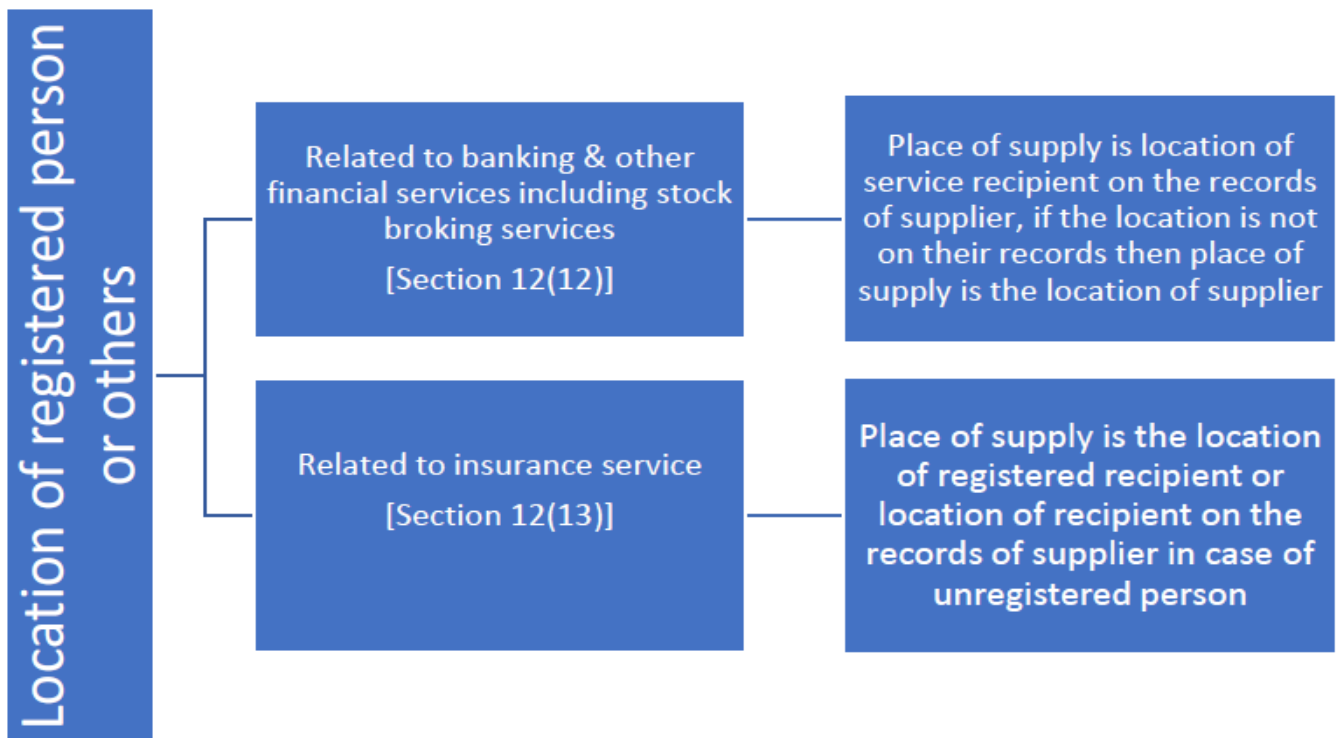 Location of registered person
or others
Related to banking & other
financial services including stock
broking services
[Section 12(12)]
Place of supply is location of
service recipient on the records
of supplier, if the location is not
on their records then place of
supply is the location of supplier
Related to insurance service
[Section 12(13)]
Place of supply is the location
of registered recipient or
location of recipient on the
records of supplier in case of
unregistered person